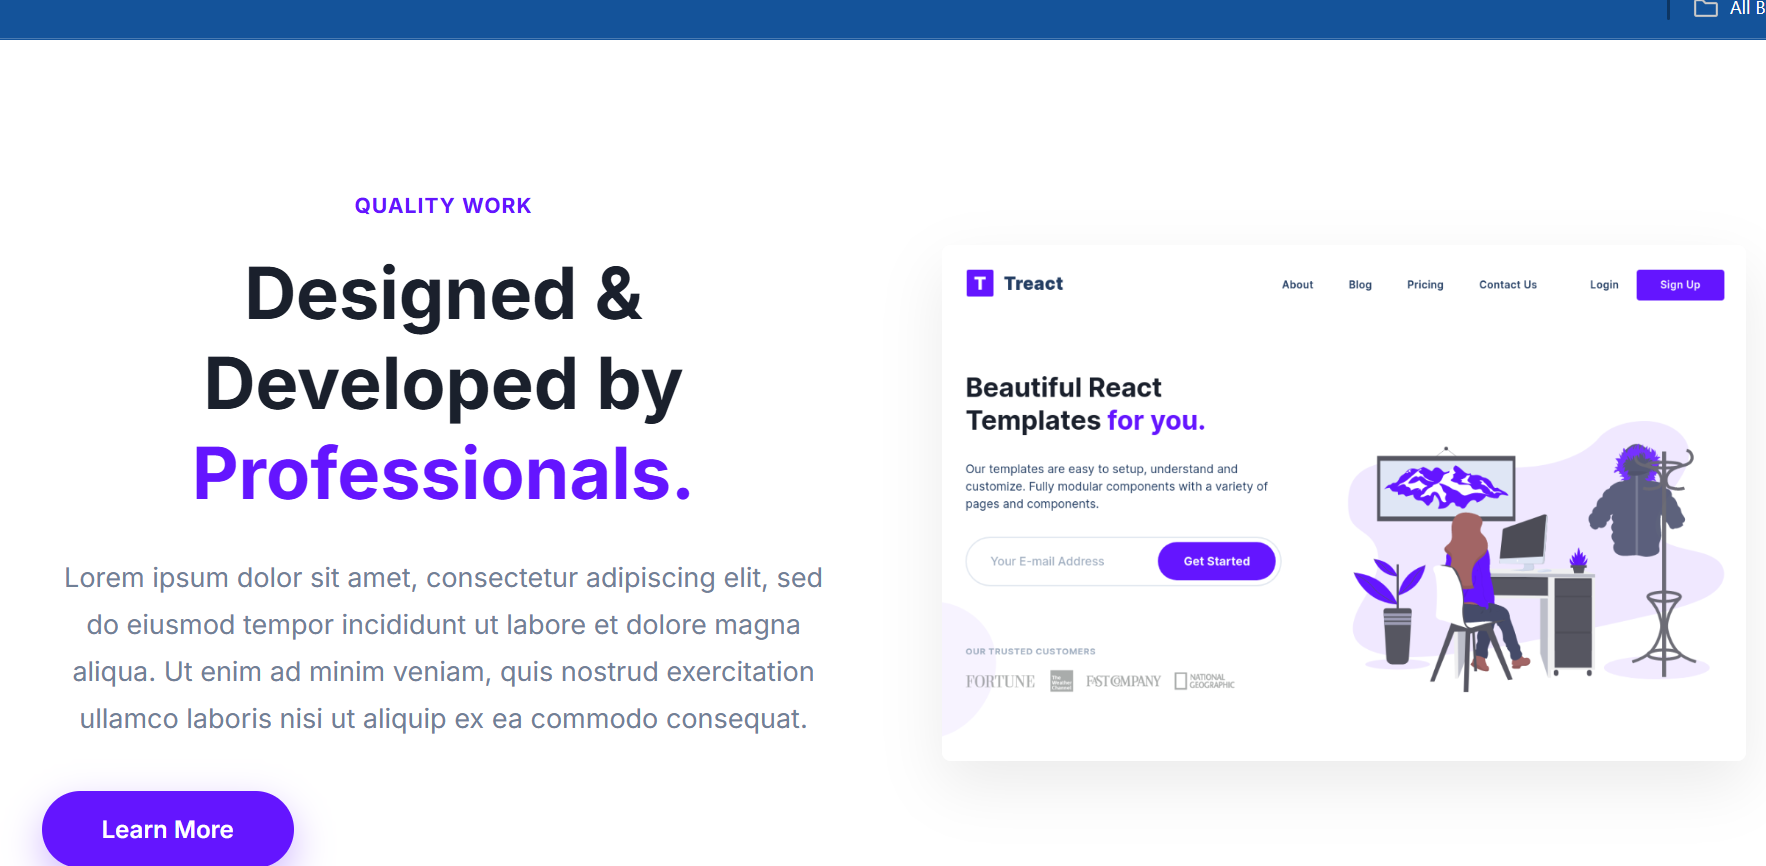 All B
QUALITY WORK
Designed &
Developed by
Professionals.
Lorem ipsum dolor sit amet, consectetur adipiscing elit, sed
do eiusmod tempor incididunt ut labore et dolore magna
aliqua. Ut enim ad minim veniam, quis nostrud exercitation
ullamco laboris nisi ut aliquip ex ea commodo consequat.
Learn More
T Treact
About Blog Pricing Contact Us Login Sign Up
Beautiful React
Templates for you.
Our templates are easy to setup, understand and
customize. Fully modular components with a variety of
pages and components.
Your E-mail Address Get Started
OUR TRUSTED CUSTOMERS
FORTUNE
The
Weather
Channel
FAST COMPANY
NATIONAL
GEOGRAPHIC